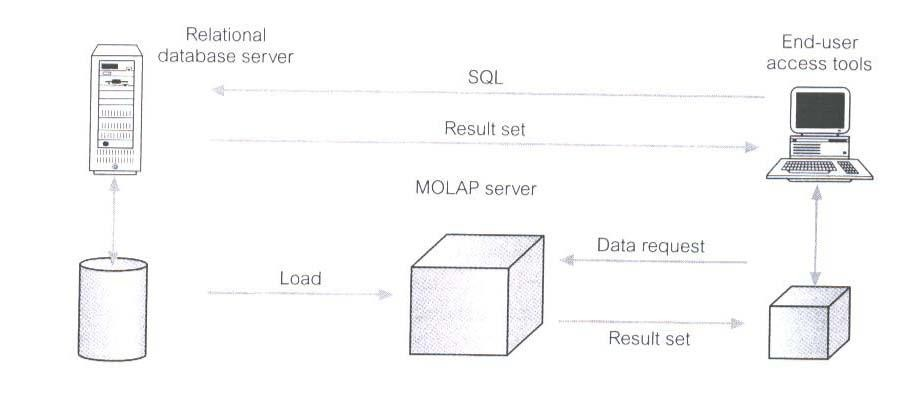 Relational
database server
End-user
access tools
SQL
Result set
MOLAP server
Data request
Load
Result set